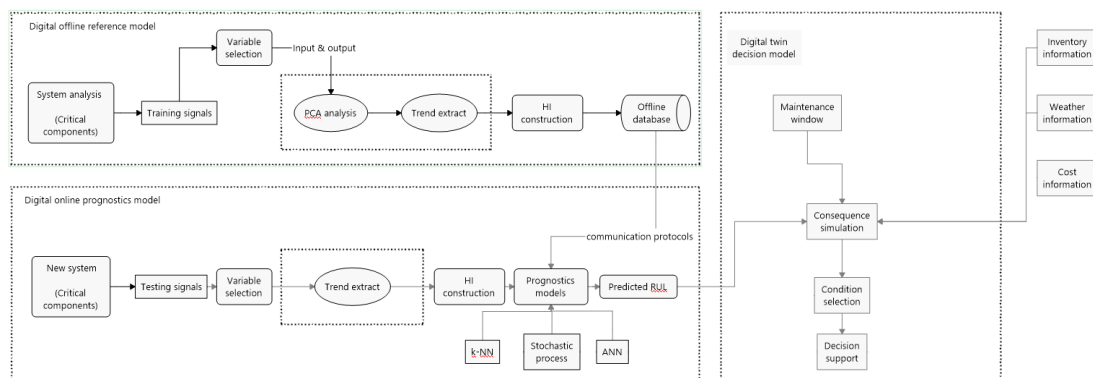 Digital offline reference model
System analysis
(Critical
components)
Training signals
Variable
selection
Input & output
PCA analysis
Trend extract
HI
construction
Offline
database
Digital online prognostics model
New system
(Critical
components)
Testing signals
Variable
selection
Trend extract
HI
construction
communication protocols
Prognostics
models
Predicted RUL
k-NN
Stochastic
process
ANN
Digital twin
decision model
Maintenance
window
Consequence
simulation
Condition
selection
Decision
support
Inventory
information
Weather
information
Cost
information